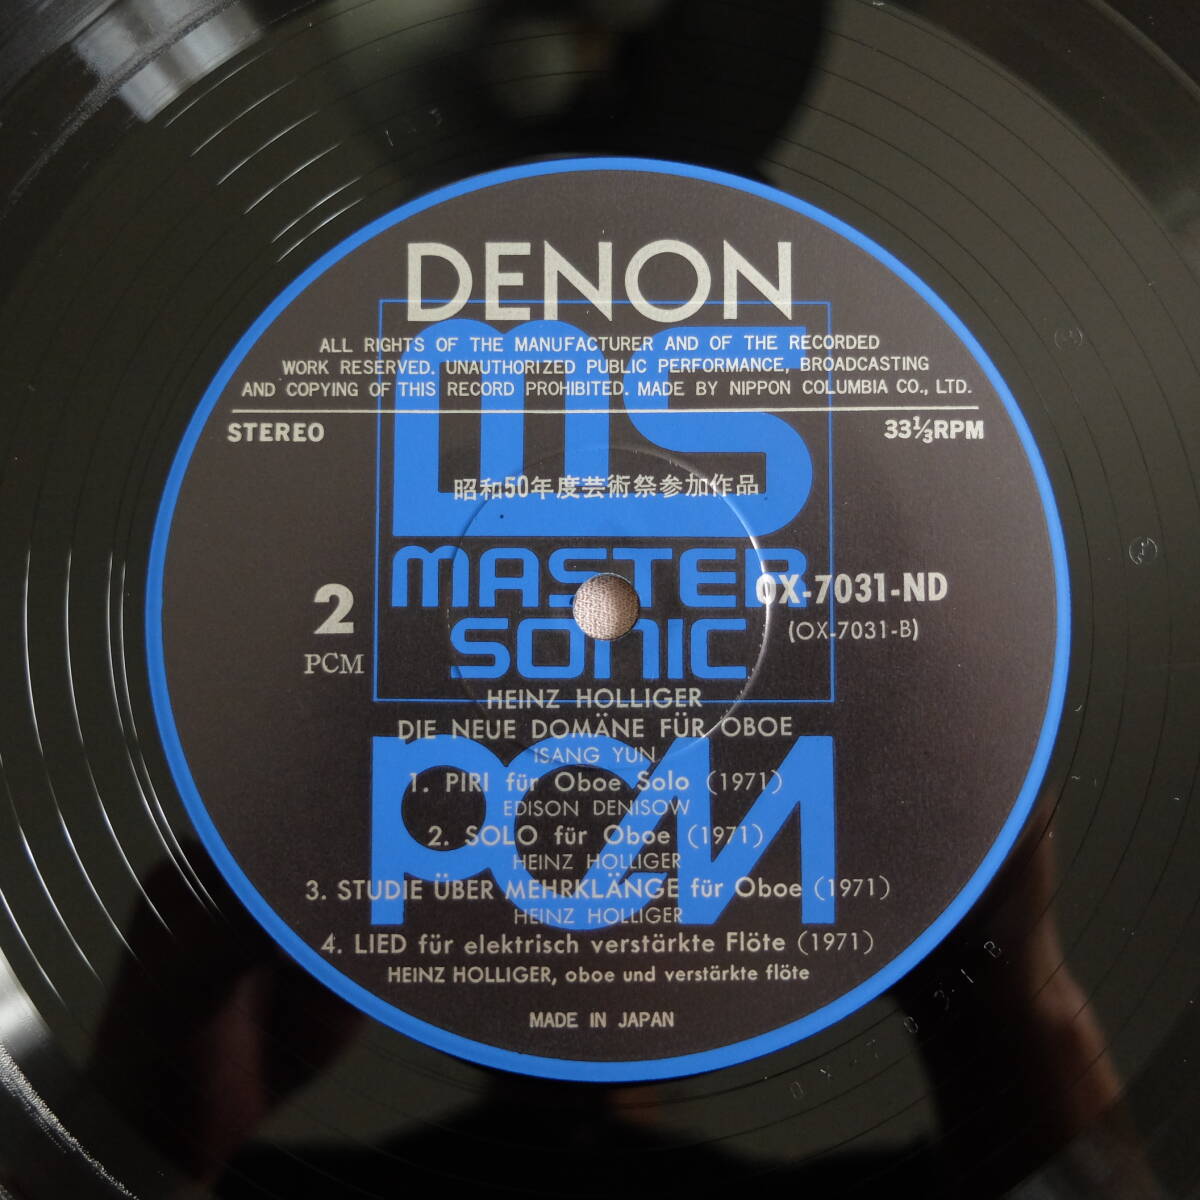 DENON
ALL RIGHTS OF THE MANUFACTURER AND OF THE RECORDED
WORK RESERVED. UNAUTHORIZED PUBLIC PERFORMANCE, BROADCASTING
AND COPYING OF THIS RECORD PROHIBITED. MADE BY NIPPON COLUMBIA CO., LTD.
STEREO
33⅓RPM
ms
昭和50年度芸術祭参加作品
MASTER
SONIC
2
PCM
OX-7031-ND
(OX-7031-B)
HEINZ HOLLIGER
DIE NEUE DOMÄNE FÜR OBOE
ISANG YUN
1. PIRI für Oboe Solo (1971)
EDISON DENISOW
2. SOLO für Oboe (1971)
HEINZ HOLLIGER
3. STUDIE ÜBER MEHRKLÄNGE für Oboe (1971)
HEINZ HOLLIGER
4. LIED für elektrisch verstärkte Flöte (1971)
HEINZ HOLLIGER, oboe und verstärkte flöte
PCM
MADE IN JAPAN